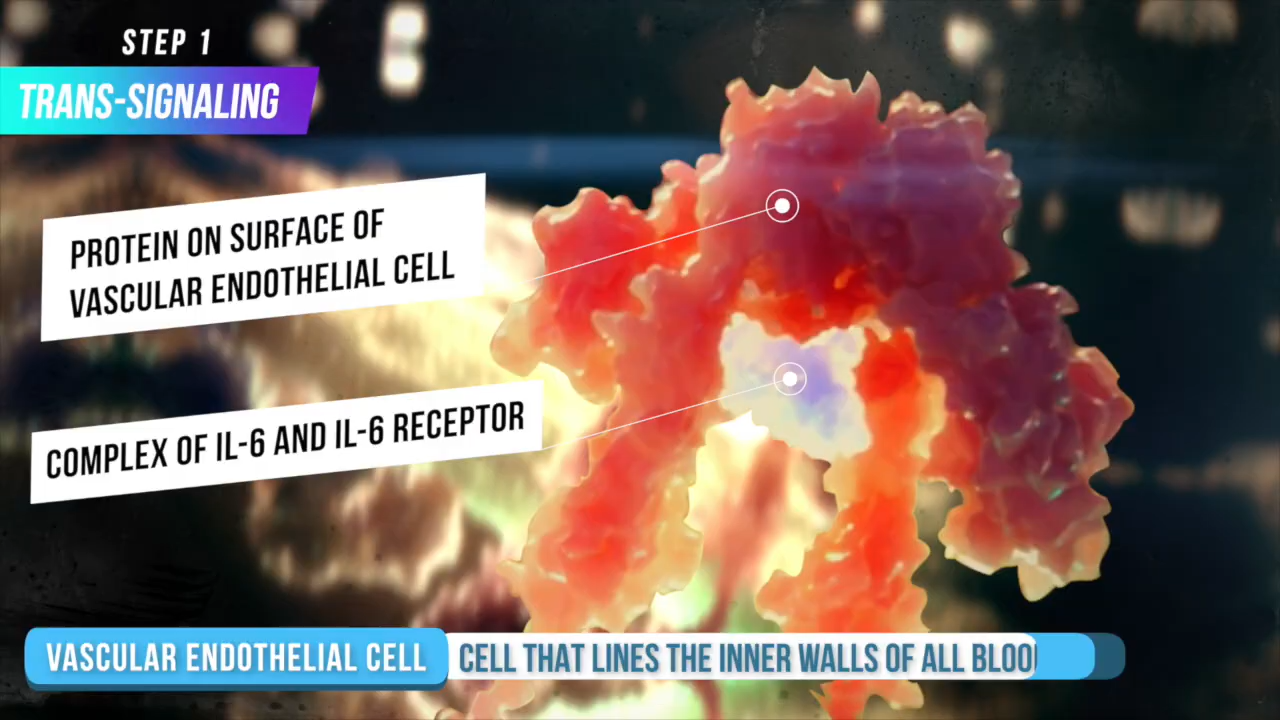 STEP 1
TRANS-SIGNALING
PROTEIN ON SURFACE OF
VASCULAR ENDOTHELIAL CELL
COMPLEX OF IL-6 AND IL-6 RECEPTOR
VASCULAR ENDOTHELIAL CELL
CELL THAT LINES THE INNER WALLS OF ALL BLOO